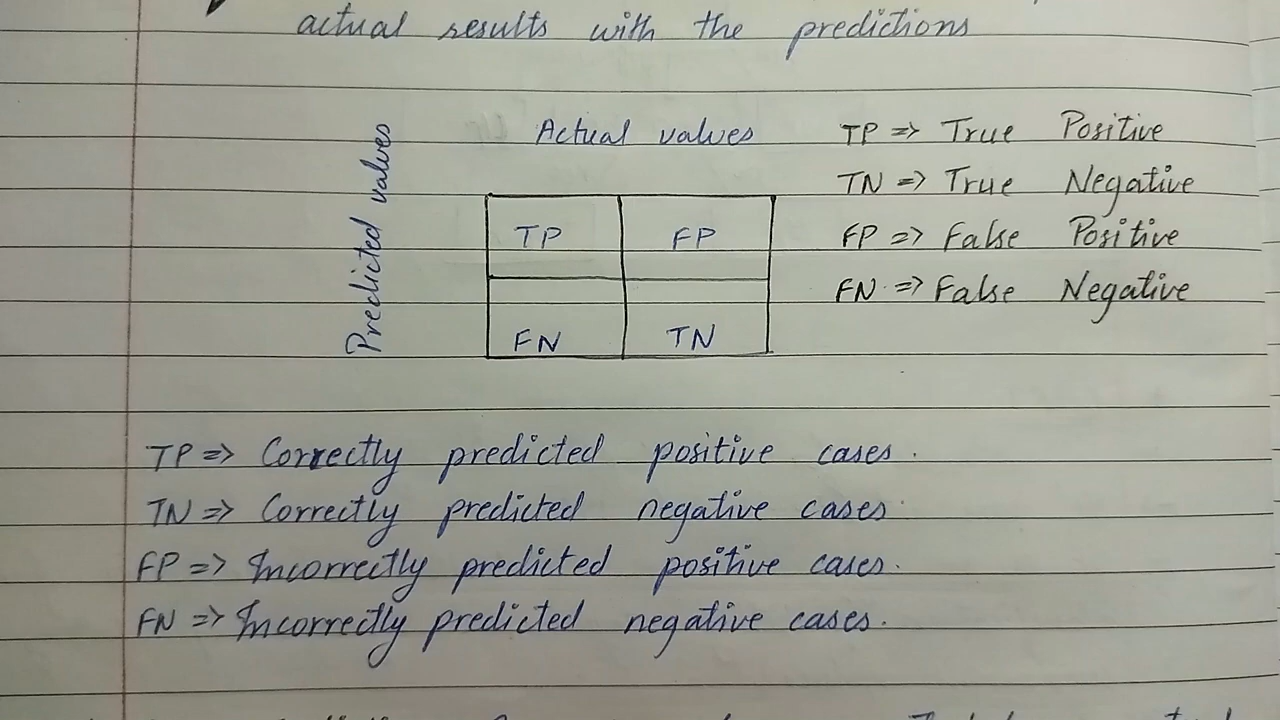 actual results with the predictions
Actual values
Predicted values
TP FP
FN TN
TP => True Positive
TN => True Negative
FP => False Positive
FN => False Negative
TP => Correctly predicted positive cases.
TN => Correctly predicted negative cases.
FP => Incorrectly predicted positive cases.
FN => Incorrectly predicted negative cases.